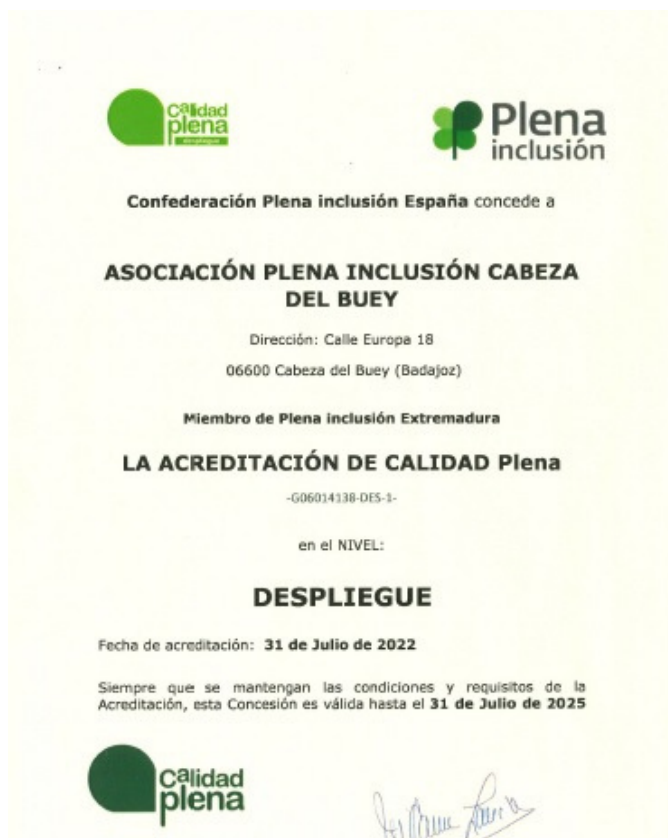 Calidad
plena
despliegue
Plena
inclusión
Confederación Plena inclusión España concede a
ASOCIACIÓN PLENA INCLUSIÓN CABEZA
DEL BUEY
Dirección: Calle Europa 18
06600 Cabeza del Buey (Badajoz)
Miembro de Plena inclusión Extremadura
LA ACREDITACIÓN DE CALIDAD Plena
-G06014138-DES-1-
en el NIVEL:
DESPLIEGUE
Fecha de acreditación: 31 de Julio de 2022
Siempre que se mantengan las condiciones y requisitos de la
Acreditación, esta Concesión es válida hasta el 31 de Julio de 2025
Calidad
plena